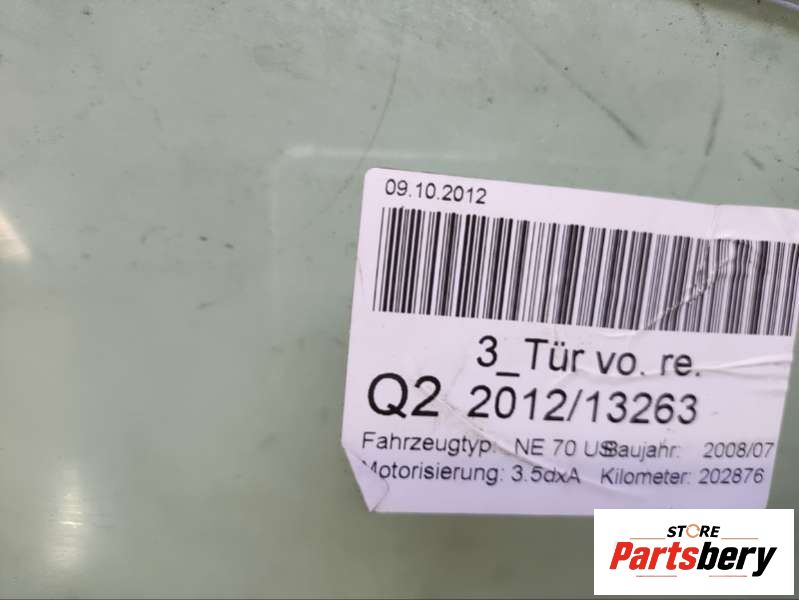 09.10.2012
3_Tür vo. re.
Q2 2012/13263
Fahrzeugtyp: NE 70 US Baujahr: 2008/07
Motorisierung: 3.5dxA Kilometer: 202876
STORE
Partsbery